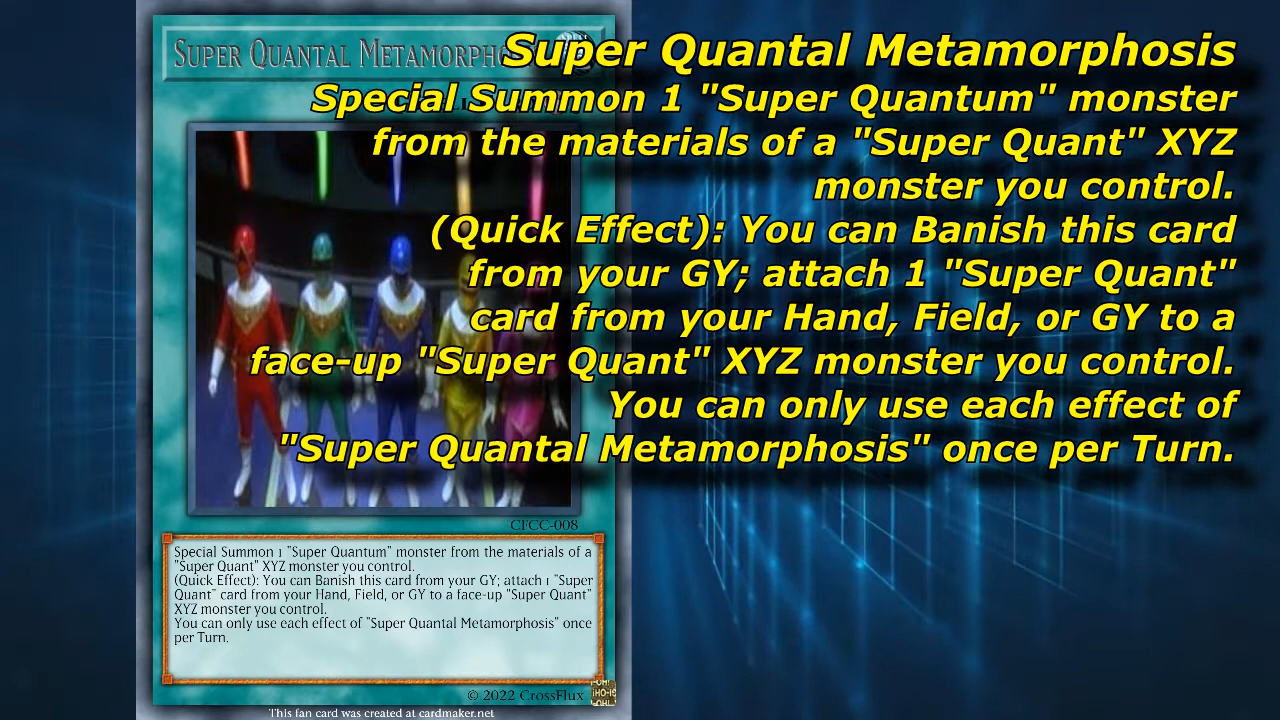 Super Quantal Metamorpho
Super Quantal Metamorphosis
Special Summon 1 "Super Quantum" monster
from the materials of a "Super Quant" XYZ
monster you control.
(Quick Effect): You can Banish this card
from your GY; attach 1 "Super Quant"
card from your Hand, Field, or GY to a
face-up "Super Quant" XYZ monster you control.
You can only use each effect of
"Super Quantal Metamorphosis" once per Turn.
CFCC-008
Special Summon 1 "Super Quantum" monster from the materials of a
"Super Quant" XYZ monster you control.
(Quick Effect): You can Banish this card from your GY; attach 1 "Super
Quant" card from your Hand, Field, or GY to a face-up "Super Quant"
XYZ monster you control.
You can only use each effect of "Super Quantal Metamorphosis" once
per Turn.
© 2022 CrossFlux
This fan card was created at cardmaker.net